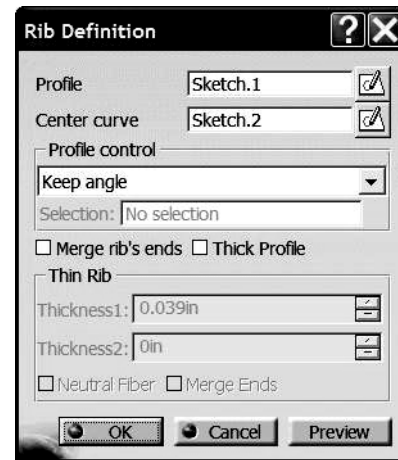 Rib Definition ? X
Profile Sketch.1
Center curve Sketch.2
Profile control
Keep angle
Selection: No selection
Merge rib's ends Thick Profile
Thin Rib
Thickness1: 0.039in
Thickness2: 0in
Neutral Fiber Merge Ends
OK Cancel Preview